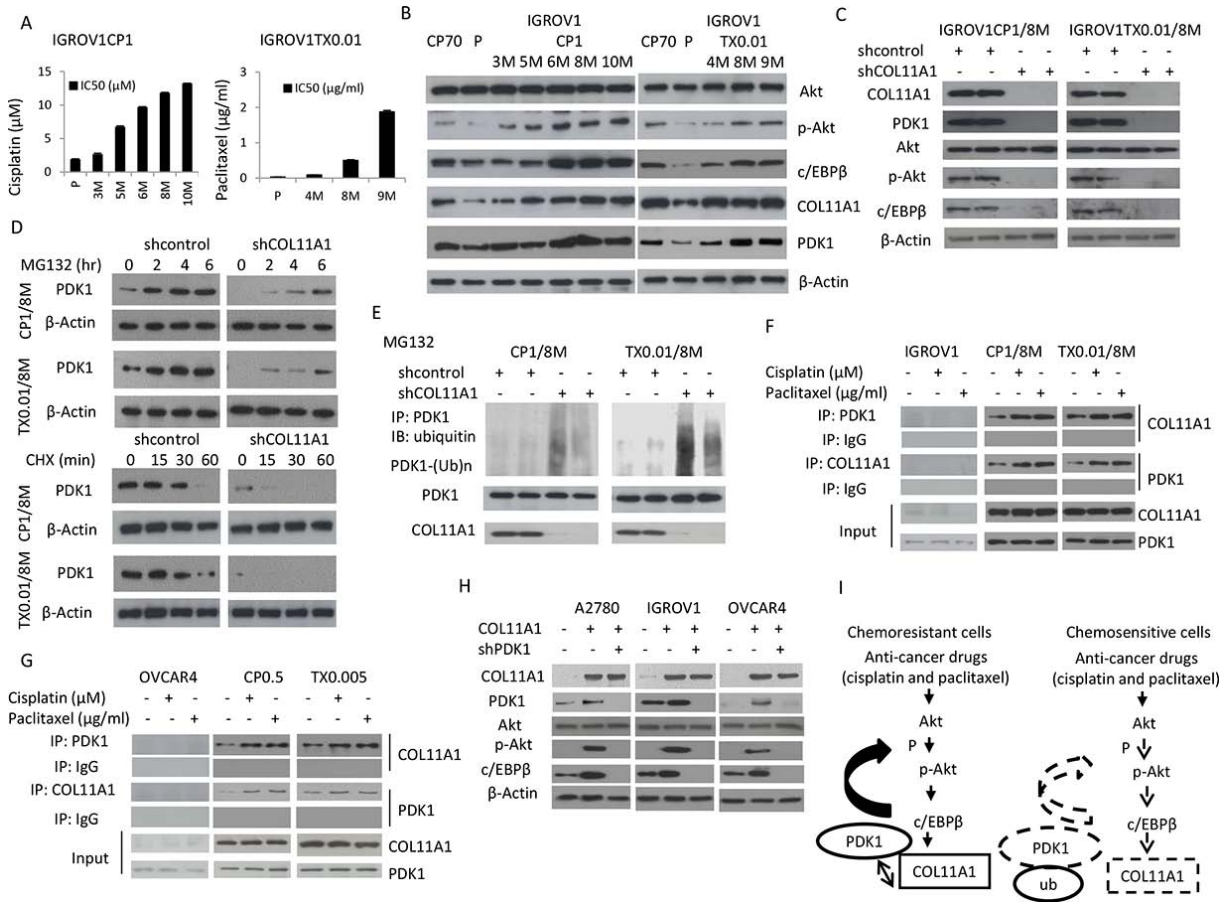 A
IGROV1CP1
IGROV1TX0.01
Cisplatin (μM)
15
10
5
0
IC50 (μM)
P 3M 5M 6M 8M 10M
Paclitaxel (μg/ml)
3
2
1
0
IC50 (μg/ml)
P 4M 8M 9M
B
IGROV1 IGROV1
CP70 P CP1 CP70 P TX0.01
3M 5M 6M 8M 10M 4M 8M 9M
Akt
p-Akt
c/EBPβ
COL11A1
PDK1
β-Actin
C
IGROV1CP1/8M IGROV1TX0.01/8M
shcontrol + + - - + + - -
shCOL11A1 - - + + - - + +
COL11A1
PDK1
Akt
p-Akt
c/EBPβ
β-Actin
D
shcontrol shCOL11A1
MG132 (hr) 0 2 4 6 0 2 4 6
CP1/8M
PDK1
β-Actin
TX0.01/8M
PDK1
β-Actin
shcontrol shCOL11A1
CHX (min) 0 15 30 60 0 15 30 60
CP1/8M
PDK1
β-Actin
TX0.01/8M
PDK1
β-Actin
E
MG132
CP1/8M TX0.01/8M
shcontrol + + - - + + - -
shCOL11A1 - - + + - - + +
IP: PDK1
IB: ubiquitin
PDK1-(Ub)n
PDK1
COL11A1
F
IGROV1 CP1/8M TX0.01/8M
Cisplatin (μM) - + - - + - - + -
Paclitaxel (μg/ml) - - + - - + - - +
IP: PDK1
IP: IgG
COL11A1
IP: COL11A1
IP: IgG
PDK1
Input
COL11A1
PDK1
G
OVCAR4 CP0.5 TX0.005
Cisplatin (μM) - + - - + - - + -
Paclitaxel (μg/ml) - - + - - + - - +
IP: PDK1
IP: IgG
COL11A1
IP: COL11A1
IP: IgG
PDK1
Input
COL11A1
PDK1
H
A2780 IGROV1 OVCAR4
COL11A1 - + + - + + - + +
shPDK1 - - + - - + - - +
COL11A1
PDK1
Akt
p-Akt
c/EBPβ
β-Actin
I
Chemoresistant cells
Anti-cancer drugs
(cisplatin and paclitaxel)
Akt
P
p-Akt
c/EBPβ
PDK1
COL11A1
Chemosensitive cells
Anti-cancer drugs
(cisplatin and paclitaxel)
Akt
P
p-Akt
c/EBPβ
PDK1
ub
COL11A1